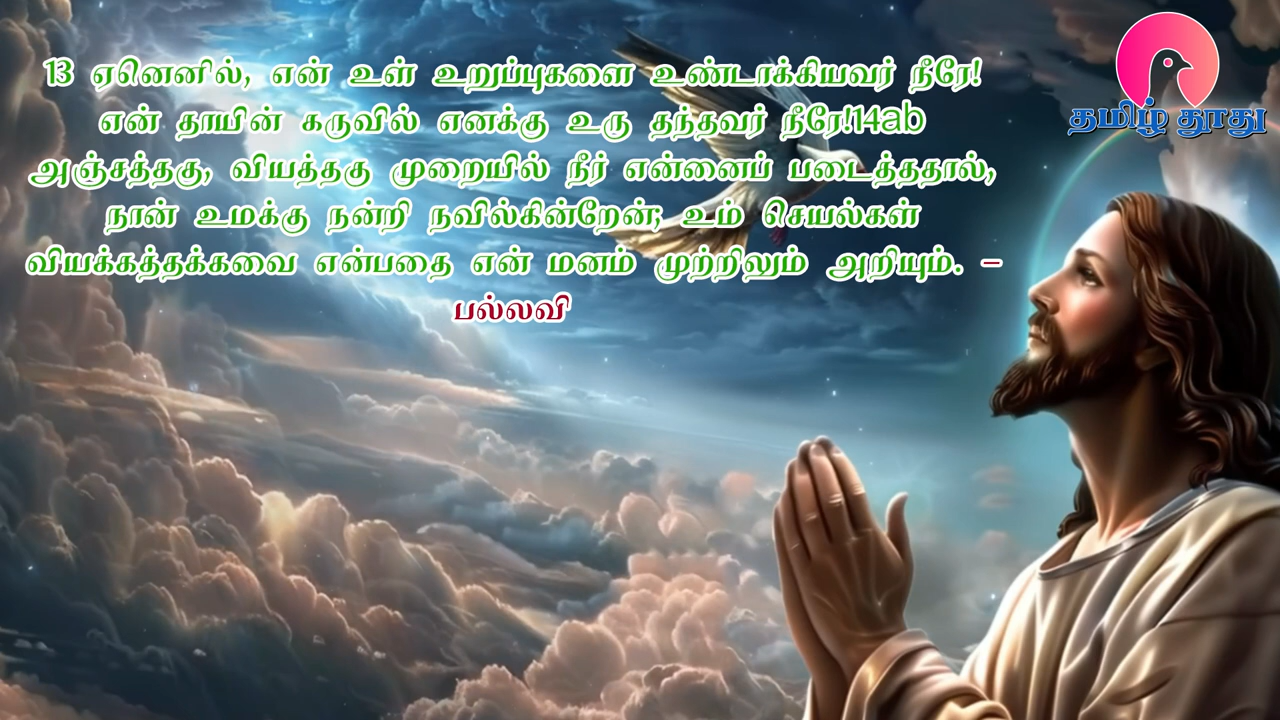 13 ஏனெனில், என் உள் உறுப்புகளை உண்டாக்கியவர் நீரே!
என் தாயின் கருவில் எனக்கு உரு தந்தவர் நீரே!14ab
அஞ்சத்தகு, வியத்தகு முறையில் நீர் என்னைப் படைத்ததால்,
நான் உமக்கு நன்றி நவில்கின்றேன்; உம் செயல்கள்
வியக்கத்தக்கவை என்பதை என் மனம் முற்றிலும் அறியும். –
பல்லவி
தமிழ் தூது